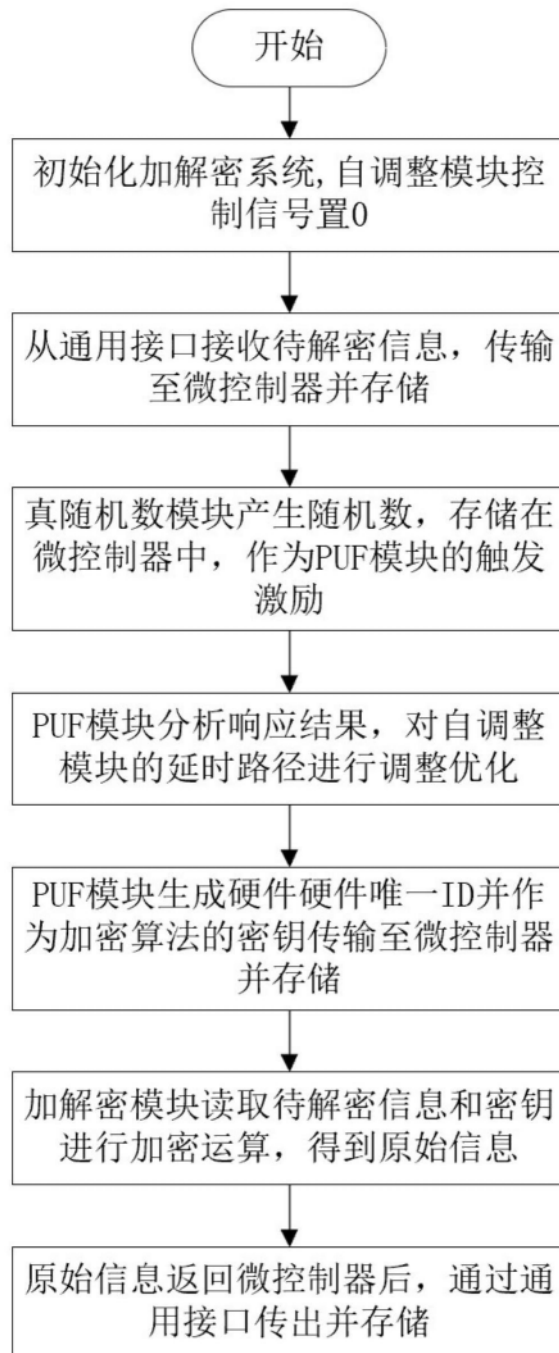 开始
初始化加解密系统,自调整模块控
制信号置0
从通用接口接收待解密信息，传输
至微控制器并存储
真随机数模块产生随机数，存储在
微控制器中，作为PUF模块的触发
激励
PUF模块分析响应结果，对自调整
模块的延时路径进行调整优化
PUF模块生成硬件硬件唯一ID并作
为加密算法的密钥传输至微控制器
并存储
加解密模块读取待解密信息和密钥
进行加密运算，得到原始信息
原始信息返回微控制器后，通过通
用接口传出并存储